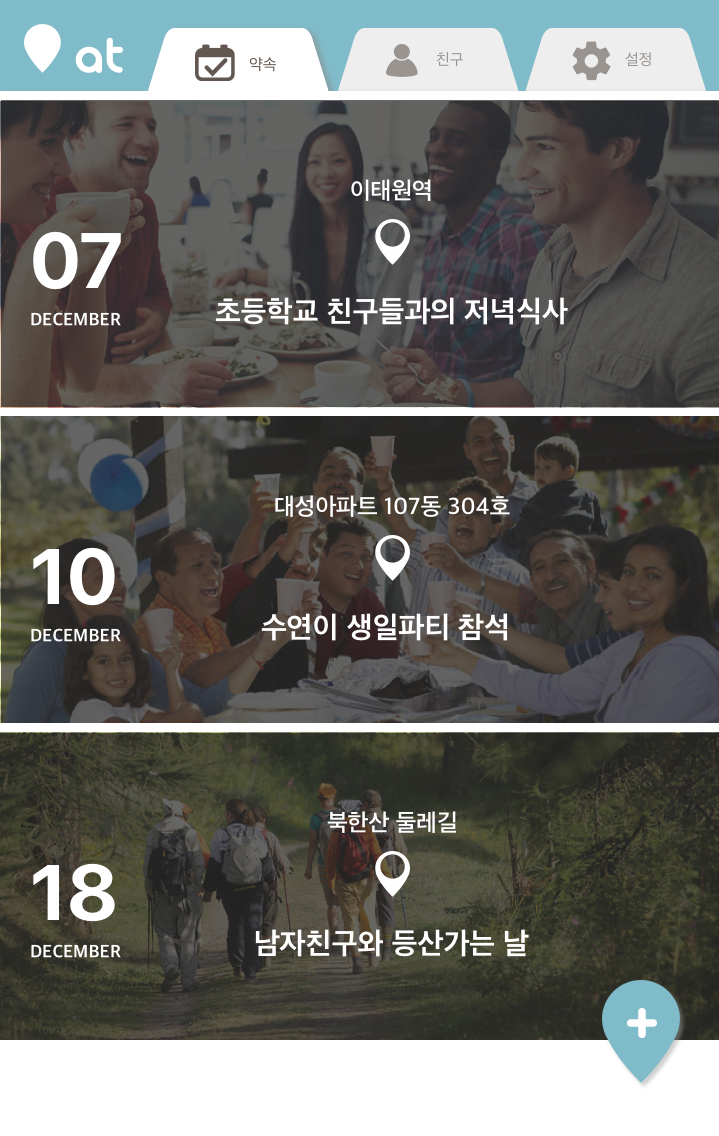 at
약속
친구
설정
이태원역
07
DECEMBER
초등학교 친구들과의 저녁식사
대성아파트 107동 304호
10
DECEMBER
수연이 생일파티 참석
북한산 둘레길
18
DECEMBER
남자친구와 등산가는 날